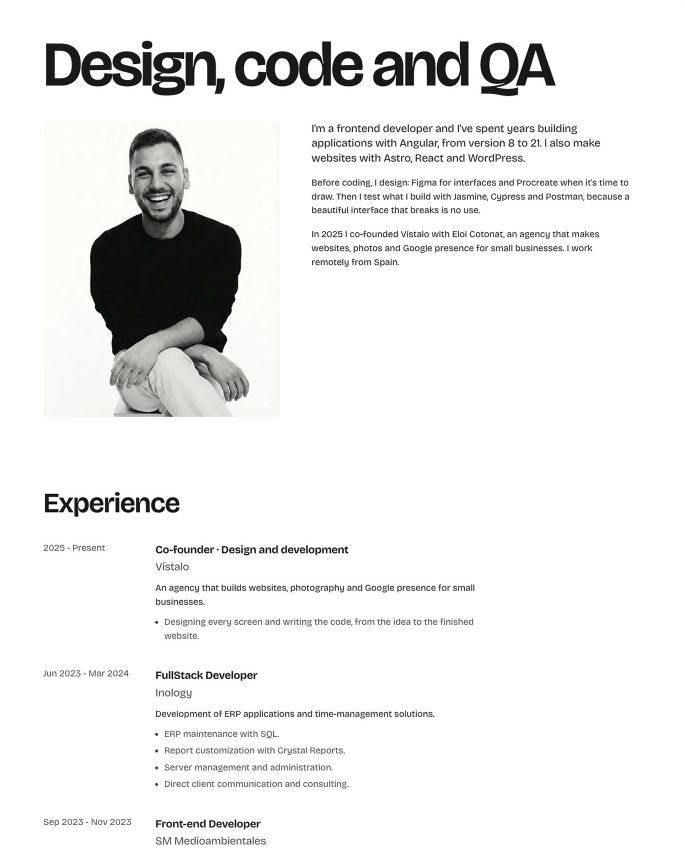 Design, code and QA
I'm a frontend developer and I've spent years building
applications with Angular, from version 8 to 21. I also make
websites with Astro, React and WordPress.
Before coding, I design: Figma for interfaces and Procreate when it's time to
draw. Then I test what I build with Jasmine, Cypress and Postman, because a
beautiful interface that breaks is no use.
In 2025 I co-founded Vístalo with Eloi Cotonat, an agency that makes
websites, photos and Google presence for small businesses. I work
remotely from Spain.
Experience
2025 - Present
Co-founder · Design and development
Vístalo
An agency that builds websites, photography and Google presence for small
businesses.
• Designing every screen and writing the code, from the idea to the finished
website.
Jun 2023 - Mar 2024
FullStack Developer
Inology
Development of ERP applications and time-management solutions.
• ERP maintenance with SQL.
• Report customization with Crystal Reports.
• Server management and administration.
• Direct client communication and consulting.
Sep 2023 - Nov 2023
Front-end Developer
SM Medioambientales